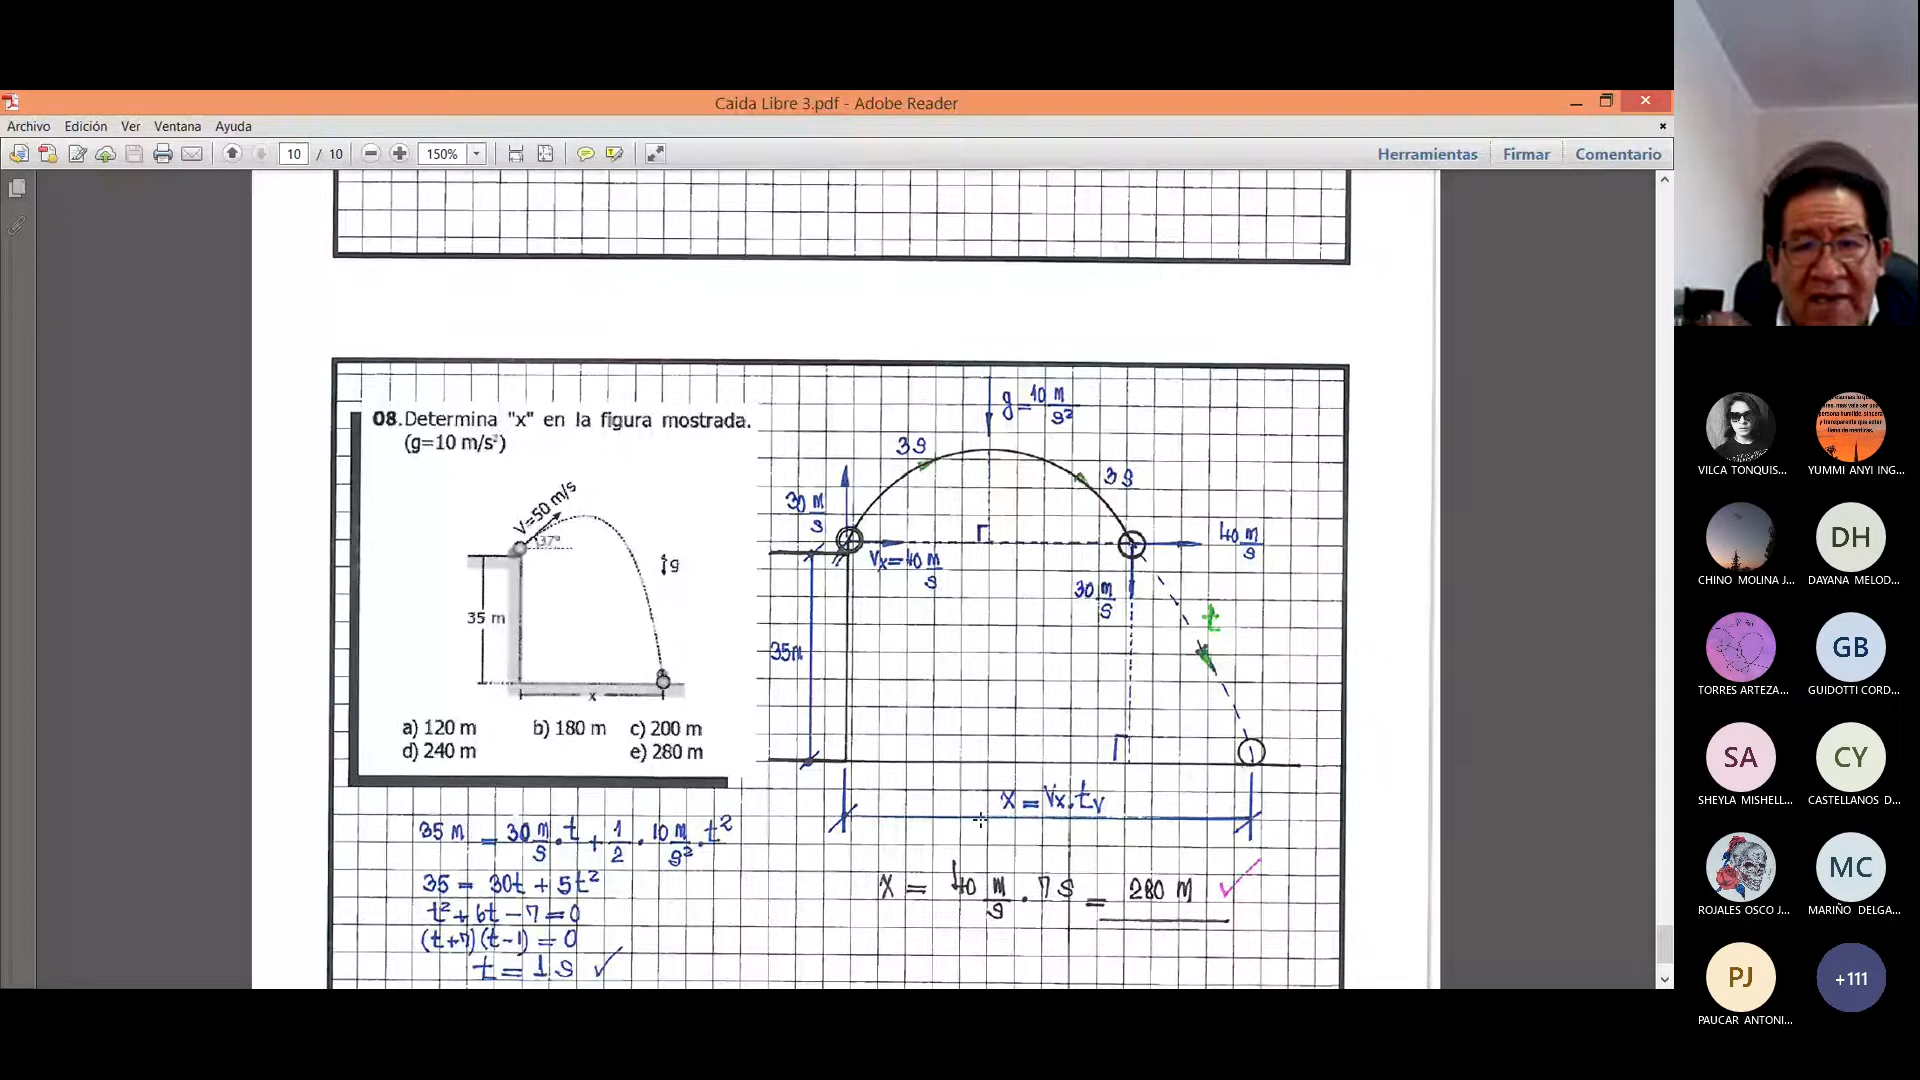 Caida Libre 3.pdf - Adobe Reader
Archivo Edición Ver Ventana Ayuda
10 / 10 150% Herramientas Firmar Comentario
08.Determina "x" en la figura mostrada.
(g=10 m/s²)
V=50 m/s
37°
g
35 m
x
a) 120 m b) 180 m c) 200 m
d) 240 m e) 280 m
g=10 m/s²
3s
3s
30 m/s
Vx=40 m/s
40 m/s
30 m/s
t
35m
x = Vx.tv
35 m = 30 m/s . t + 1/2 . 10 m/s² . t²
35 = 30t + 5t²
t² + 6t - 7 = 0
(t+7)(t-1) = 0
t = 1 s ✓
x = 40 m/s . 7 s = 280 m ✓
VILCA TONQUIS...
YUMMI ANYI ING...
CHINO MOLINA J...
DH
DAYANA MELOD...
TORRES ARTEZA...
GB
GUIDOTTI CORD...
SA
SHEYLA MISHELL...
CY
CASTELLANOS D...
ROJALES OSCO J...
MC
MARIÑO DELGA...
PJ
PAUCAR ANTONI...
+111